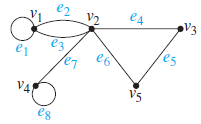 v₁ e₂ v₂ e₄ v₃
e₁ e₃
e₇ e₆ e₅
v₄ v₅
e₈